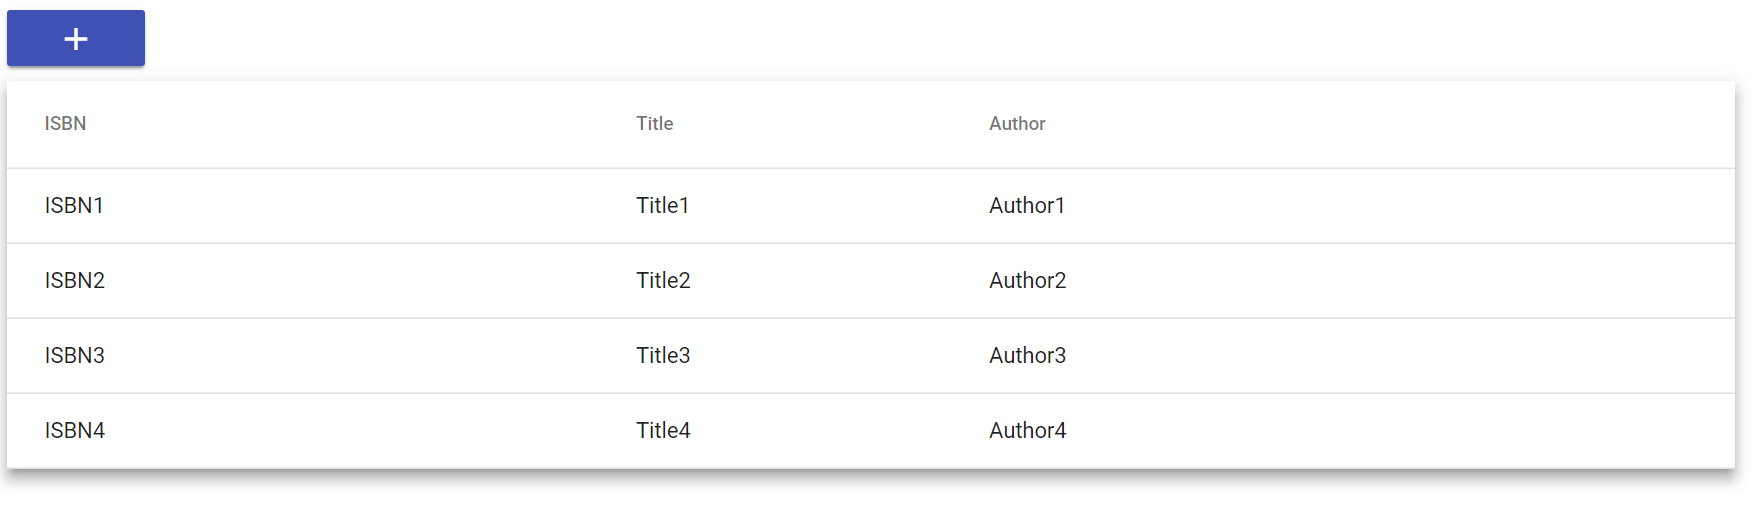 +
ISBN Title Author
ISBN1 Title1 Author1
ISBN2 Title2 Author2
ISBN3 Title3 Author3
ISBN4 Title4 Author4